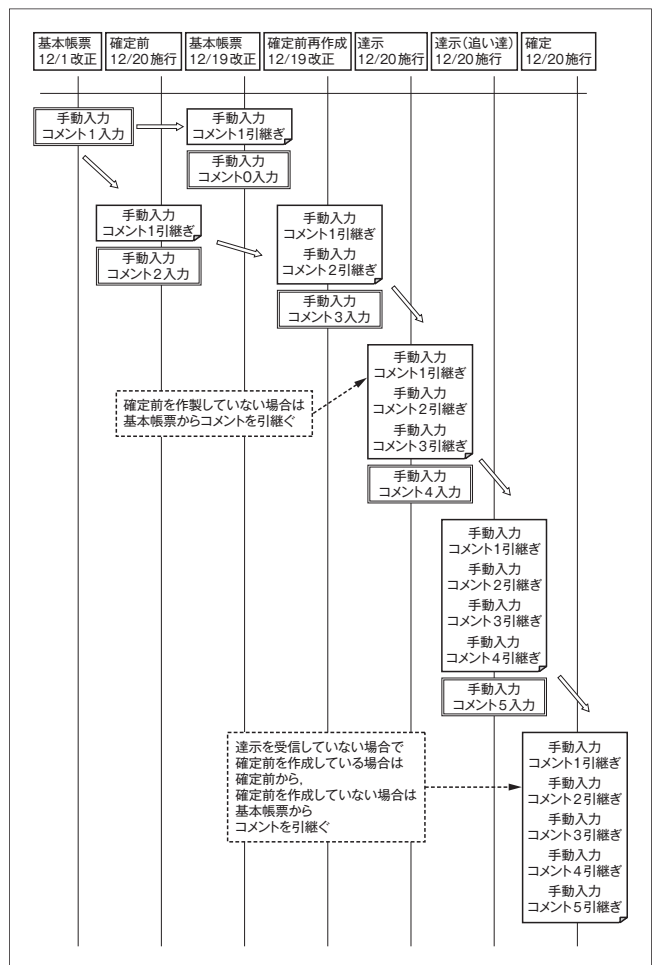 基本帳票
12/1改正
確定前
12/20施行
基本帳票
12/19改正
確定前再作成
12/19改正
達示
12/20施行
達示(追い達)
12/20施行
確定
12/20施行
手動入力
コメント1入力
手動入力
コメント1引継ぎ
手動入力
コメント0入力
手動入力
コメント1引継ぎ
手動入力
コメント2入力
手動入力
コメント1引継ぎ
手動入力
コメント2引継ぎ
手動入力
コメント3入力
手動入力
コメント1引継ぎ
手動入力
コメント2引継ぎ
手動入力
コメント3引継ぎ
確定前を作製していない場合は
基本帳票からコメントを引継ぐ
手動入力
コメント4入力
手動入力
コメント1引継ぎ
手動入力
コメント2引継ぎ
手動入力
コメント3引継ぎ
手動入力
コメント4引継ぎ
手動入力
コメント5入力
達示を受信していない場合で
確定前を作成している場合は
確定前から,
確定前を作成していない場合は
基本帳票から
コメントを引継ぐ
手動入力
コメント1引継ぎ
手動入力
コメント2引継ぎ
手動入力
コメント3引継ぎ
手動入力
コメント4引継ぎ
手動入力
コメント5引継ぎ